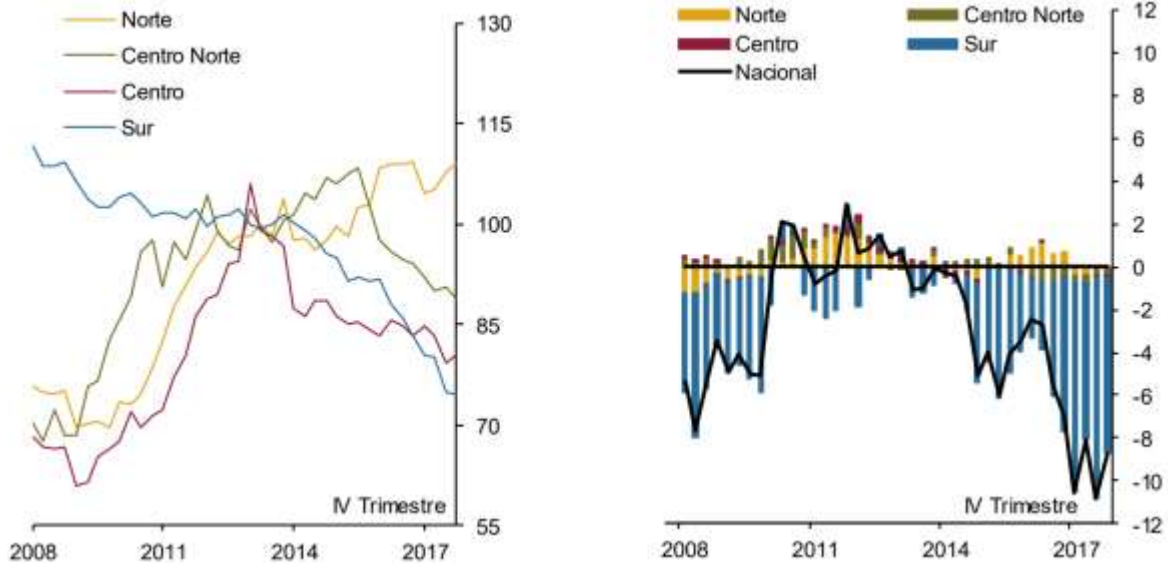 Norte
Centro Norte
Centro
Sur
130
115
100
85
70
55
IV Trimestre
2008 2011 2014 2017
Norte Centro Norte
Centro Sur
Nacional
12
10
8
6
4
2
0
-2
-4
-6
-8
-10
-12
IV Trimestre
2008 2011 2014 2017